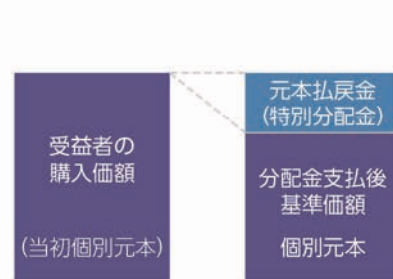 受益者の
購入価額
(当初個別元本)
元本払戻金
(特別分配金)
分配金支払後
基準価額
個別元本